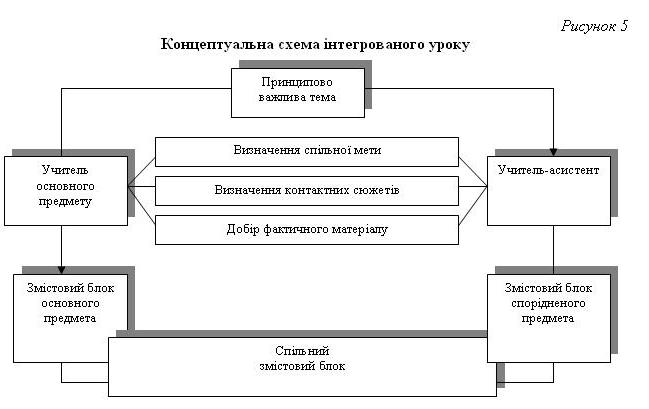 Рисунок 5
Концептуальна схема інтегрованого уроку
Принципово
важлива тема
Учитель
основного
предмету
Визначення спільної мети
Визначення контактних сюжетів
Добір фактичного матеріалу
Учитель-асистент
Змістовий блок
основного
предмета
Змістовий блок
спорідненого
предмета
Спільний
змістовий блок